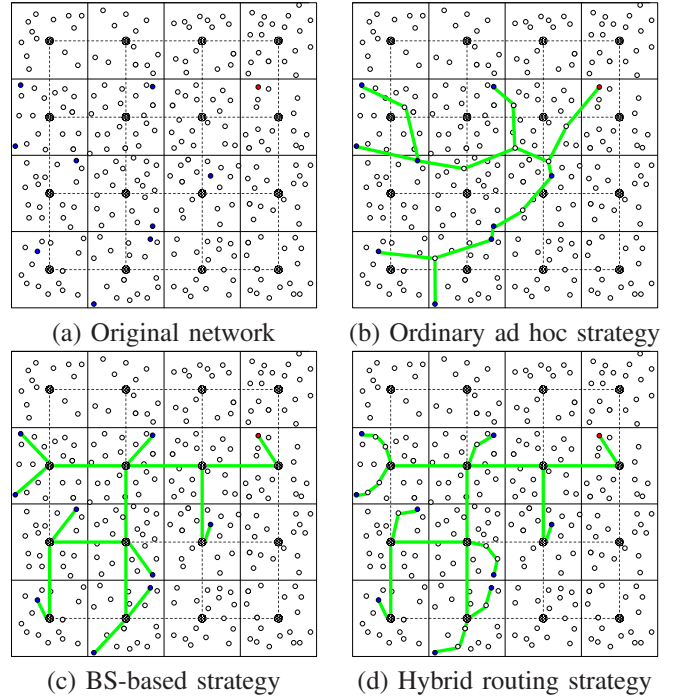 (a) Original network
(b) Ordinary ad hoc strategy
(c) BS-based strategy
(d) Hybrid routing strategy